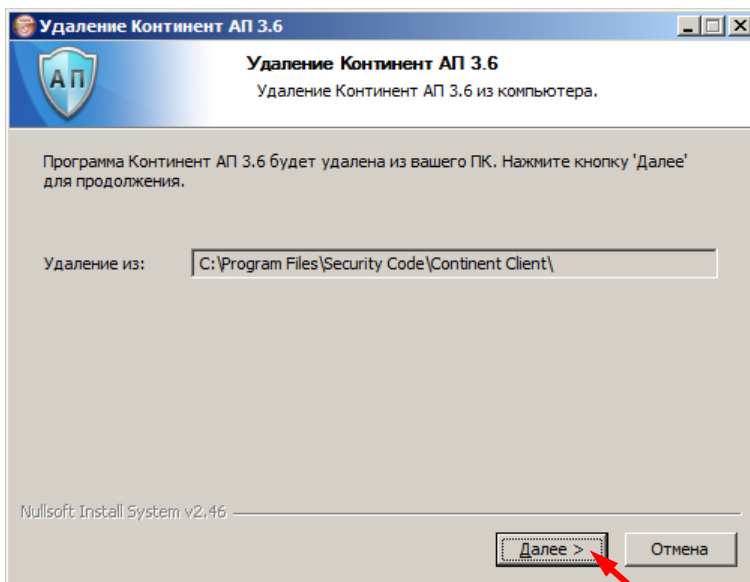 Удаление Континент АП 3.6
АП
Удаление Континент АП 3.6
Удаление Континент АП 3.6 из компьютера.
Программа Континент АП 3.6 будет удалена из вашего ПК. Нажмите кнопку 'Далее'
для продолжения.
Удаление из: C:\Program Files\Security Code\Continent Client\
Nullsoft Install System v2.46
Далее > Отмена